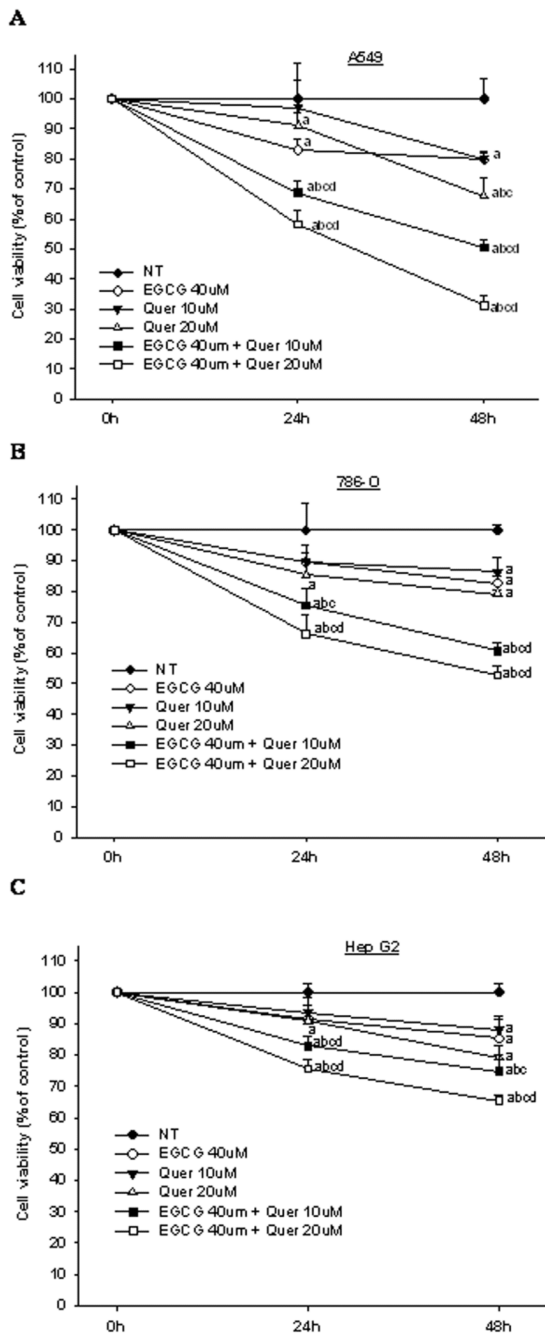 A
A549
110
100
90
80
70
60
50
40
30
20
10
0
Cell viability (% of control)
a
a
a
abc
abcd
abcd
abcd
abcd
NT
EGCG 40uM
Quer 10uM
Quer 20uM
EGCG 40um + Quer 10uM
EGCG 40um + Quer 20uM
0h 24h 48h
B
786-O
110
100
90
80
70
60
50
40
30
20
10
0
Cell viability (% of control)
a
a
a
a
abc
abcd
abcd
abcd
NT
EGCG 40uM
Quer 10uM
Quer 20uM
EGCG 40um + Quer 10uM
EGCG 40um + Quer 20uM
0h 24h 48h
C
Hep G2
110
100
90
80
70
60
50
40
30
20
10
0
Cell viability (% of control)
a
a
a
a
abcd
abc
abcd
abcd
NT
EGCG 40uM
Quer 10uM
Quer 20uM
EGCG 40um + Quer 10uM
EGCG 40um + Quer 20uM
0h 24h 48h